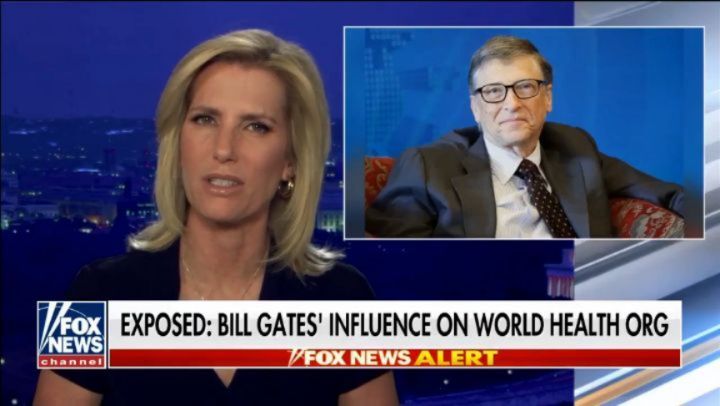 FOX
NEWS
channel
EXPOSED: BILL GATES' INFLUENCE ON WORLD HEALTH ORG
FOX NEWS ALERT